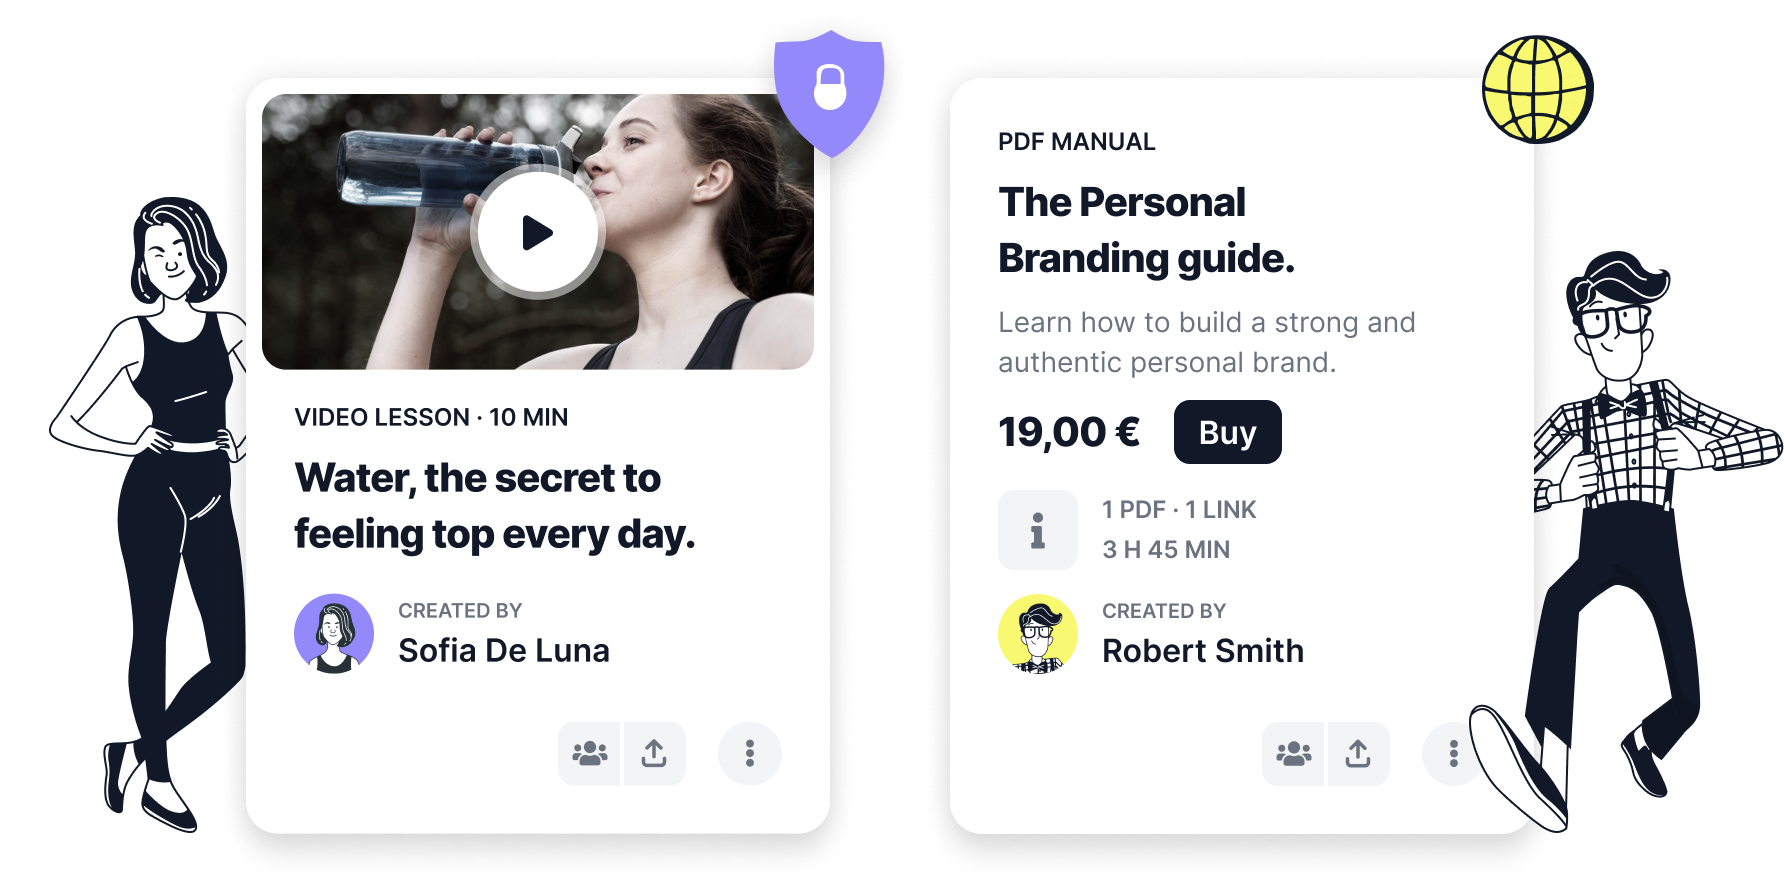 VIDEO LESSON · 10 MIN
Water, the secret to
feeling top every day.
CREATED BY
Sofia De Luna
PDF MANUAL
The Personal
Branding guide.
Learn how to build a strong and
authentic personal brand.
19,00 € Buy
1 PDF · 1 LINK
3 H 45 MIN
CREATED BY
Robert Smith